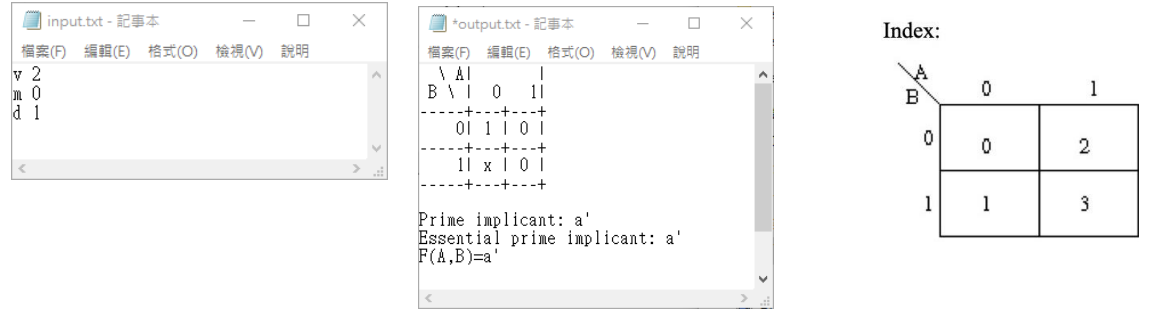 input.txt - 記事本
檔案(F) 編輯(E) 格式(O) 檢視(V) 說明
v 2
m 0
d 1
*output.txt - 記事本
檔案(F) 編輯(E) 格式(O) 檢視(V) 說明
  \ A|       |
B \ |  0   1|
-----+---+---+
   0| 1 | 0 |
-----+---+---+
   1| x | 0 |
-----+---+---+
Prime implicant: a'
Essential prime implicant: a'
F(A,B)=a'
Index:
A
B 0 1
0 0 2
1 1 3